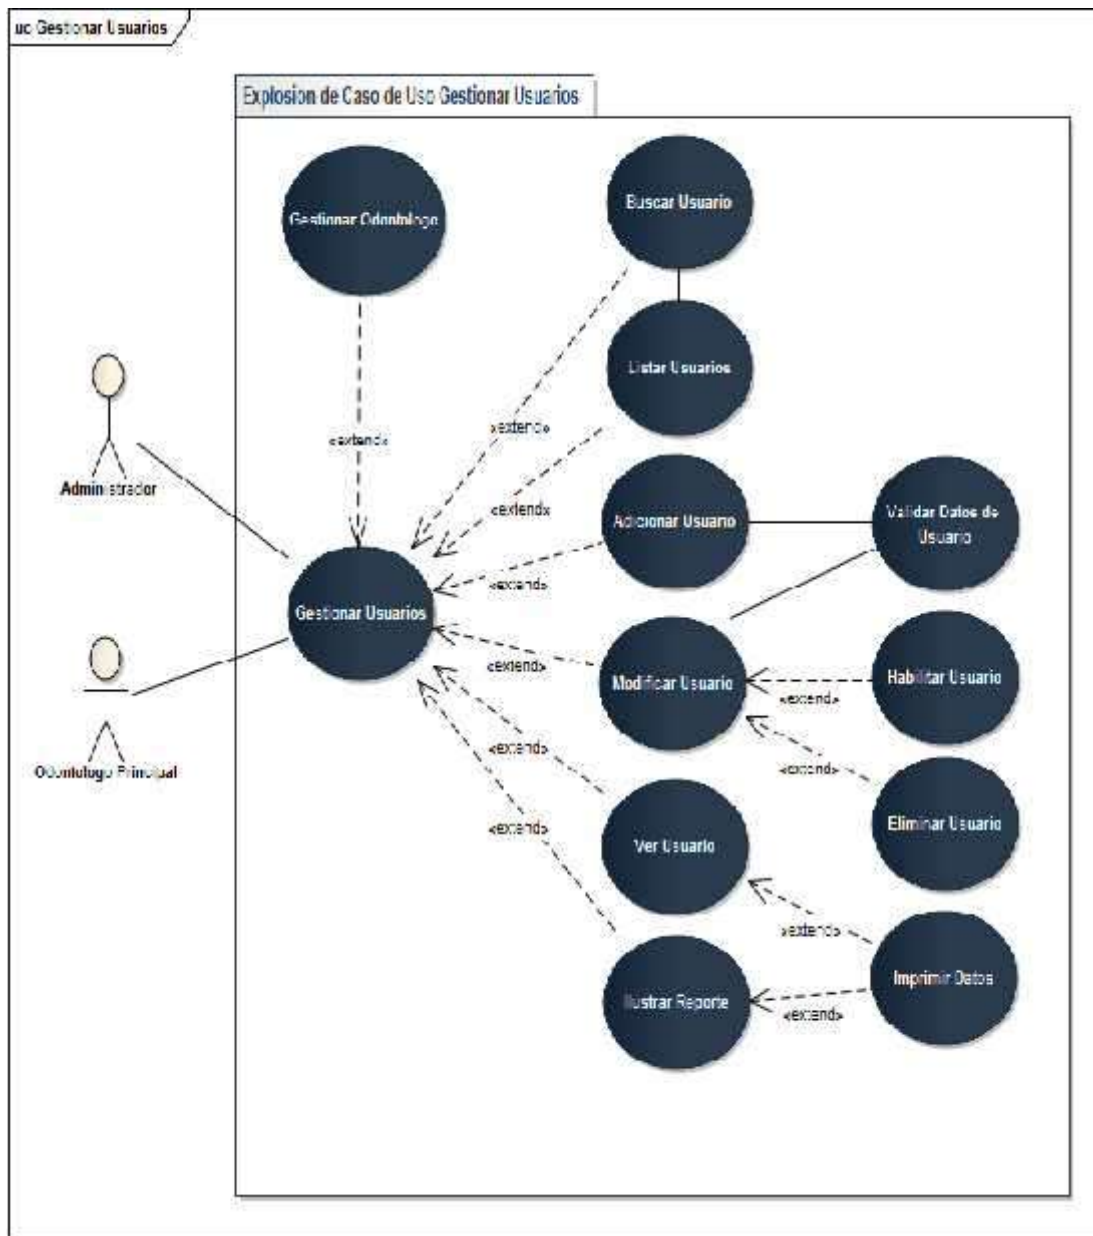 uc Gestionar Usuarios
Explosion de Caso de Uso Gestionar Usuarios
Gestionar Odontologo
Buscar Usuario
Listar Usuarios
«extend»
«extend»
«extend»
Administrador
Adicionar Usuario
Validar Datos de
Usuario
«extend»
Gestionar Usuarios
«extend»
Modificar Usuario
Habilitar Usuario
«extend»
Odontologo Principal
«extend»
«extend»
Eliminar Usuario
«extend»
Ver Usuario
«extend»
Imprimir Datos
Ilustrar Reporte
«extend»